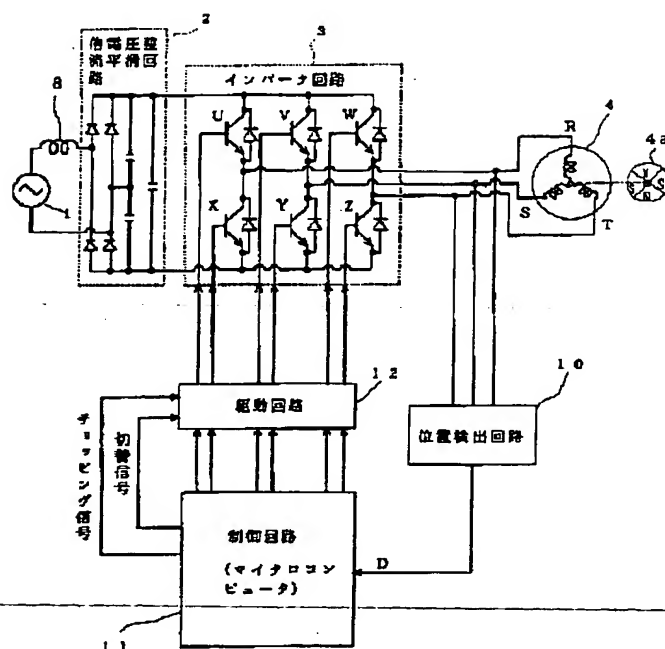 2
倍電圧整
流平滑回
路
3
インバータ回路
8
1
U
V
W
X
Y
Z
R
S
T
4
4a
12
駆動回路
10
位置検出回路
チョッピング信号
切替信号
制御回路
(マイクロコン
ピュータ)
D
11